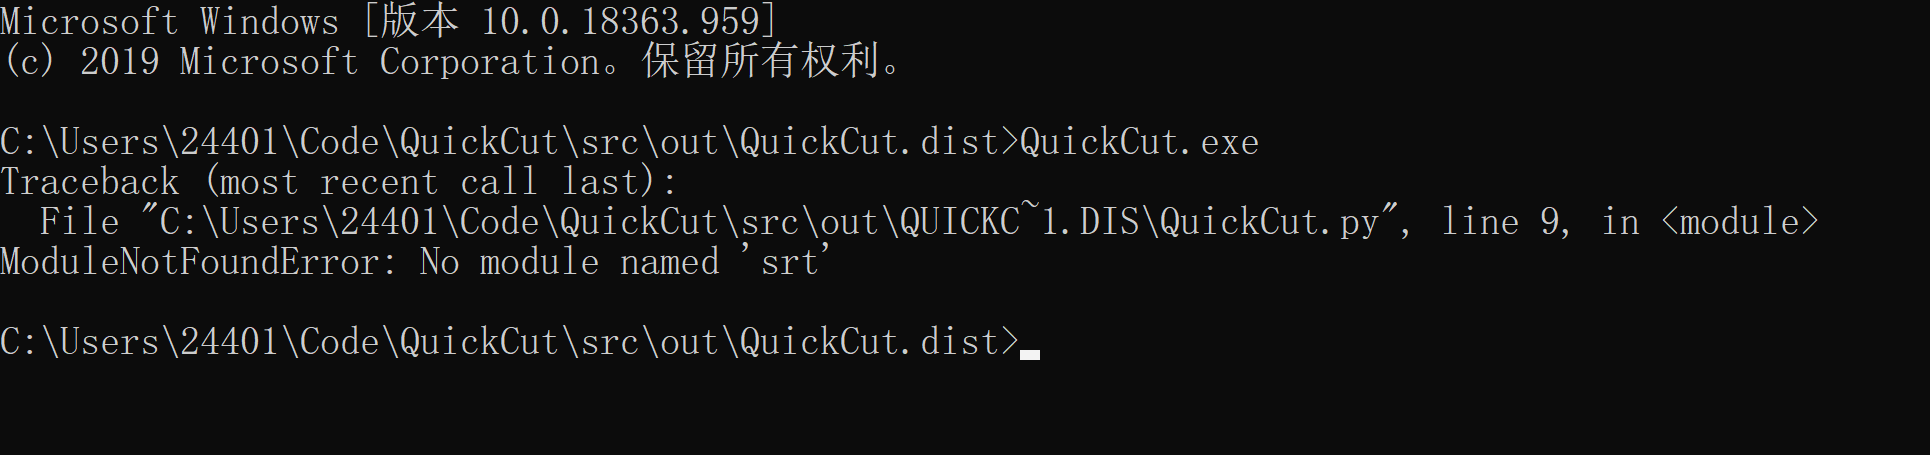 Microsoft Windows [版本 10.0.18363.959]
(c) 2019 Microsoft Corporation。保留所有权利。
C:\Users\24401\Code\QuickCut\src\out\QuickCut.dist>QuickCut.exe
Traceback (most recent call last):
  File "C:\Users\24401\Code\QuickCut\src\out\QUICKC~1.DIS\QuickCut.py", line 9, in <module>
ModuleNotFoundError: No module named 'srt'
C:\Users\24401\Code\QuickCut\src\out\QuickCut.dist>